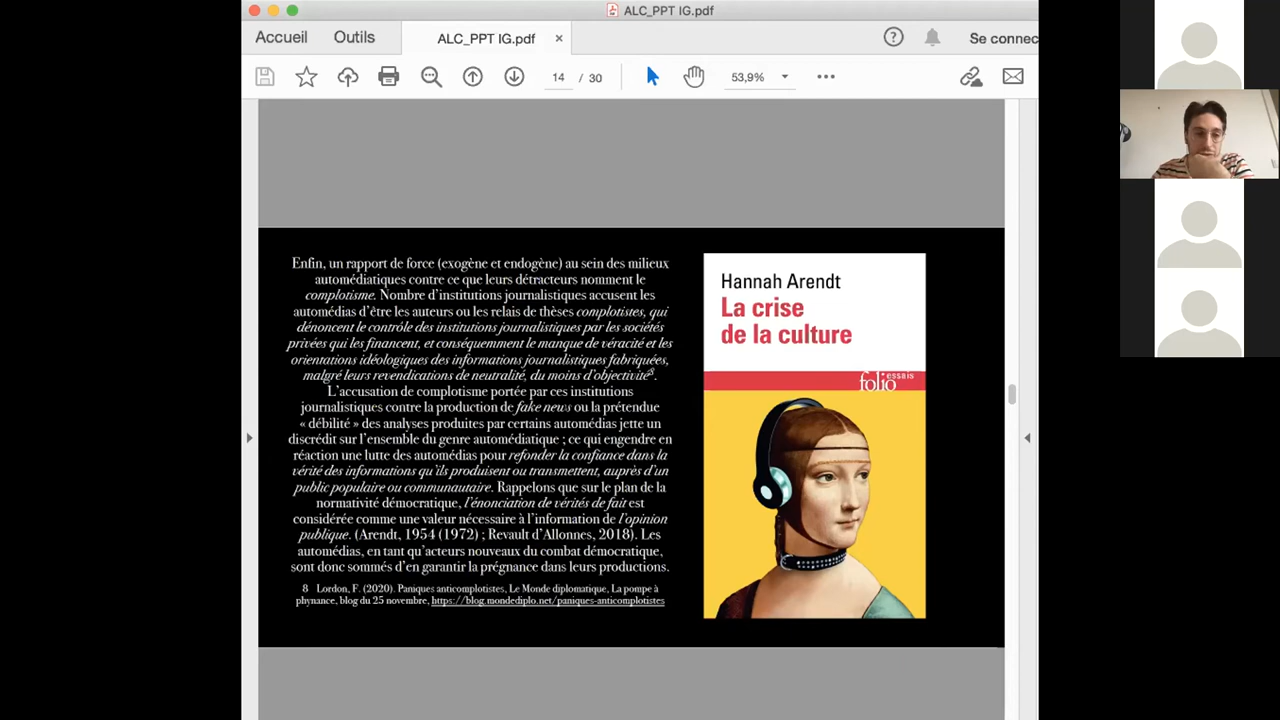 ALC_PPT IG.pdf
Accueil
Outils
ALC_PPT IG.pdf ×
Se connec
14 / 30
53,9%
Enfin, un rapport de force (exogène et endogène) au sein des milieux
automédiatiques contre ce que leurs détracteurs nomment le
complotisme. Nombre d’institutions journalistiques accusent les
automédias d’être les auteurs ou les relais de thèses complotistes, qui
dénoncent le contrôle des institutions journalistiques par les sociétés
privées qui les financent, et conséquemment le manque de véracité et les
orientations idéologiques des informations journalistiques fabriquées,
malgré leurs revendications de neutralité, du moins d’objectivité⁸.
L’accusation de complotisme portée par ces institutions
journalistiques contre la production de fake news ou la prétendue
« débilité » des analyses produites par certains automédias jette un
discrédit sur l’ensemble du genre automédiatique ; ce qui engendre en
réaction une lutte des automédias pour refonder la confiance dans la
vérité des informations qu’ils produisent ou transmettent, auprès d’un
public populaire ou communautaire. Rappelons que sur le plan de la
normativité démocratique, l’énonciation de vérités de fait est
considérée comme une valeur nécessaire à l’information de l’opinion
publique. (Arendt, 1954 (1972) ; Revault d’Allonnes, 2018). Les
automédias, en tant qu’acteurs nouveaux du combat démocratique,
sont donc sommés d’en garantir la prégnance dans leurs productions.
8 Lordon, F. (2020). Paniques anticomplotistes, Le Monde diplomatique, La pompe à
phynance, blog du 25 novembre, https://blog.mondediplo.net/paniques-anticomplotistes
Hannah Arendt
La crise
de la culture
folio essais